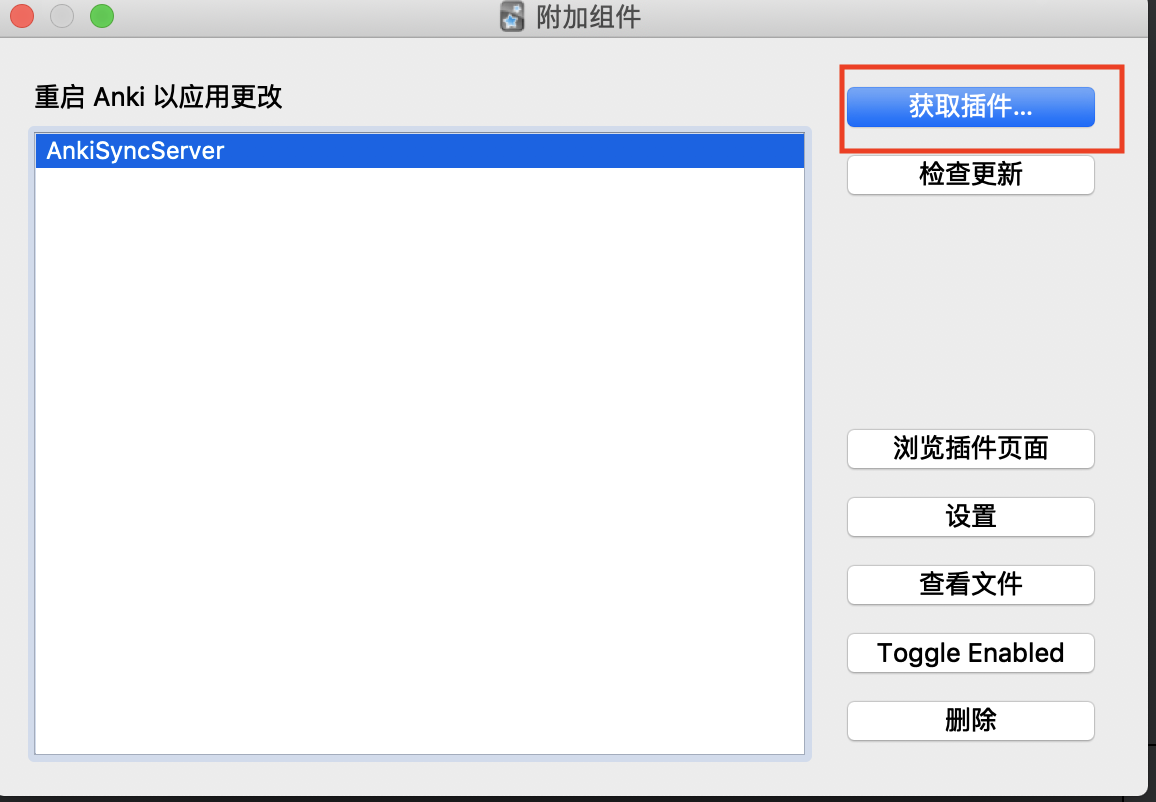 附加组件
重启 Anki 以应用更改
AnkiSyncServer
获取插件...
检查更新
浏览插件页面
设置
查看文件
Toggle Enabled
删除